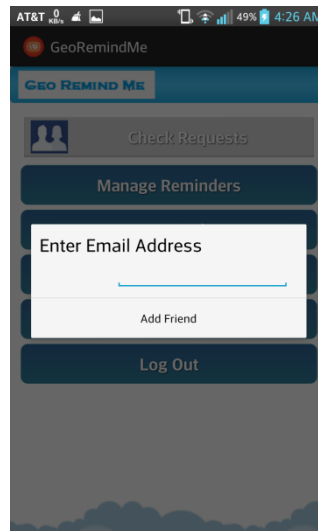 AT&T 0 KB/s 49% 4:26 AM
GeoRemindMe
GEO REMIND ME
Check Requests
Manage Reminders
Enter Email Address
Add Friend
Log Out